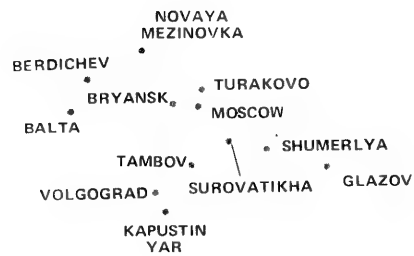 NOVAYA
MEZINOVKA
BERDICHEV
TURAKOVO
BRYANSK
MOSCOW
BALTA
SHUMERLYA
TAMBOV
GLAZOV
VOLGOGRAD
SUROVATIKHA
KAPUSTIN
YAR